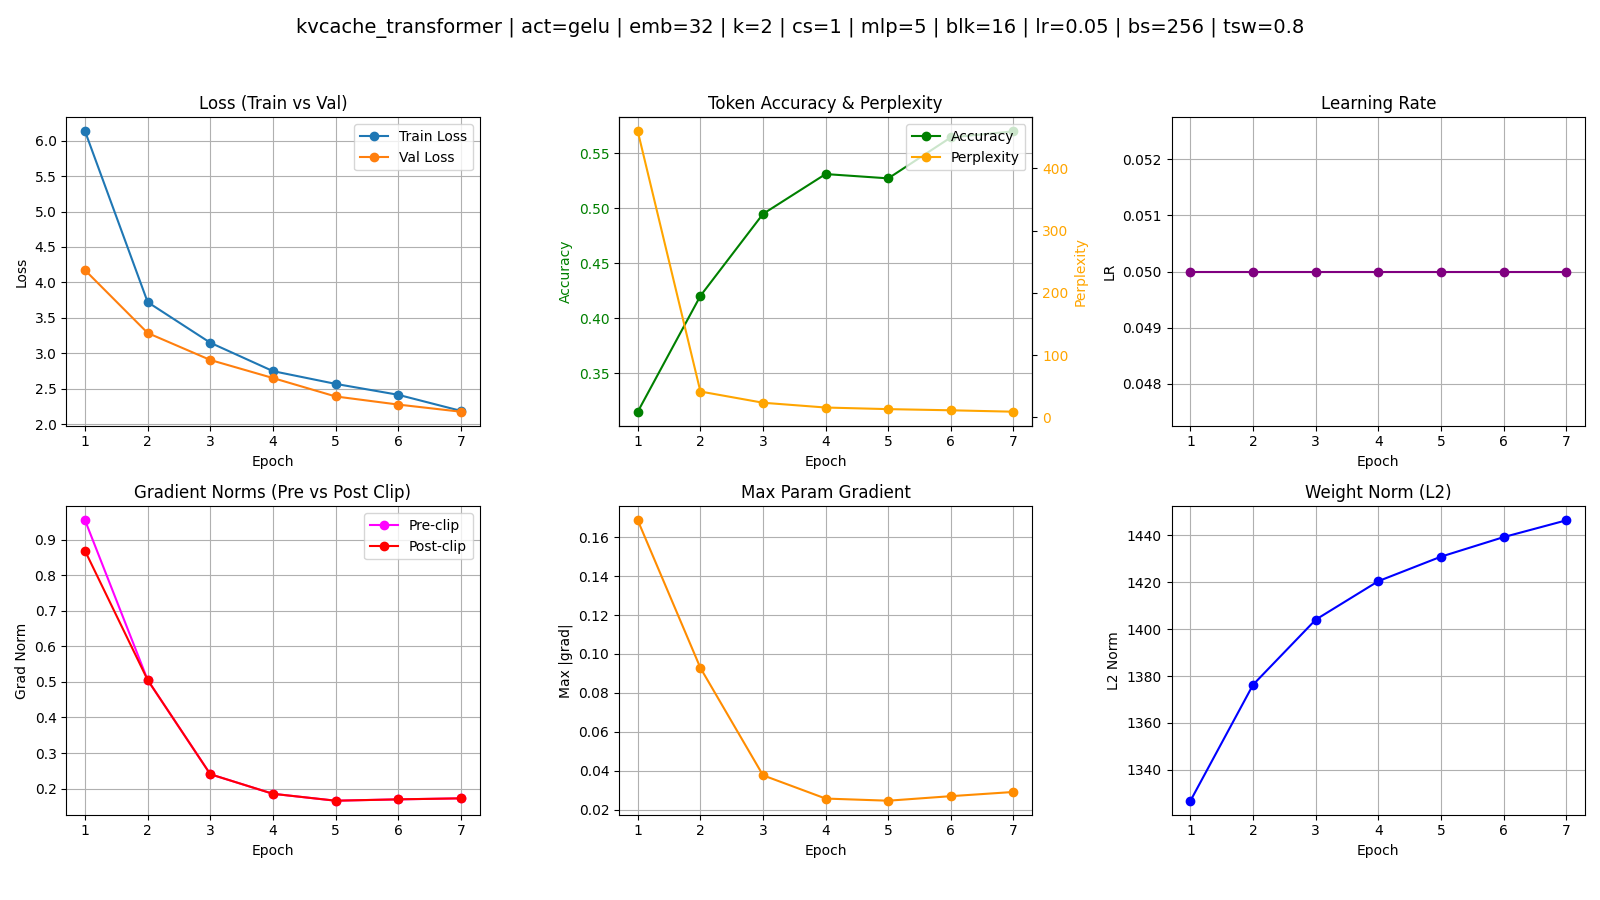 kvcache_transformer | act=gelu | emb=32 | k=2 | cs=1 | mlp=5 | blk=16 | lr=0.05 | bs=256 | tsw=0.8
Loss (Train vs Val)
Train Loss
Val Loss
6.0
5.5
5.0
4.5
4.0
3.5
3.0
2.5
2.0
Loss
1 2 3 4 5 6 7
Epoch
Token Accuracy & Perplexity
Accuracy
Perplexity
0.55
0.50
0.45
0.40
0.35
Accuracy
400
300
200
100
0
Perplexity
1 2 3 4 5 6 7
Epoch
Learning Rate
0.052
0.051
0.050
0.049
0.048
LR
1 2 3 4 5 6 7
Epoch
Gradient Norms (Pre vs Post Clip)
Pre-clip
Post-clip
0.9
0.8
0.7
0.6
0.5
0.4
0.3
0.2
Grad Norm
1 2 3 4 5 6 7
Epoch
Max Param Gradient
0.16
0.14
0.12
0.10
0.08
0.06
0.04
0.02
Max |grad|
1 2 3 4 5 6 7
Epoch
Weight Norm (L2)
1440
1420
1400
1380
1360
1340
L2 Norm
1 2 3 4 5 6 7
Epoch